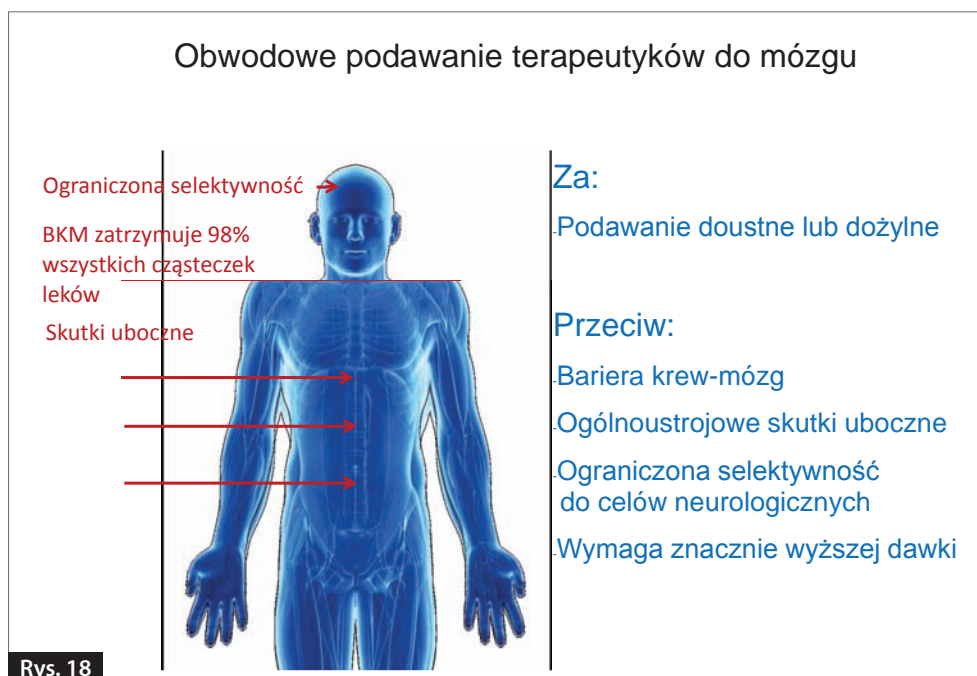 Obwodowe podawanie terapeutyków do mózgu
Ograniczona selektywność
BKM zatrzymuje 98%
wszystkich cząsteczek
leków
Skutki uboczne
Za:
-Podawanie doustne lub dożylne
Przeciw:
-Bariera krew-mózg
-Ogólnoustrojowe skutki uboczne
-Ograniczona selektywność
do celów neurologicznych
-Wymaga znacznie wyższej dawki
Rys. 18